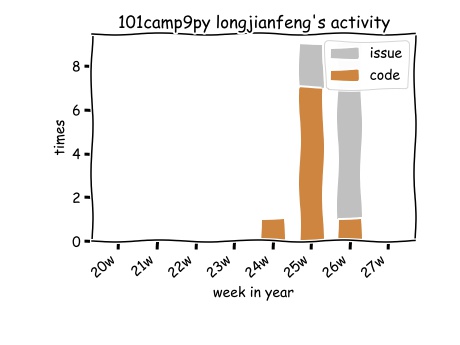 101camp9py longjianfeng's activity
issue
code
times
8
6
4
2
0
20w 21w 22w 23w 24w 25w 26w 27w
week in year